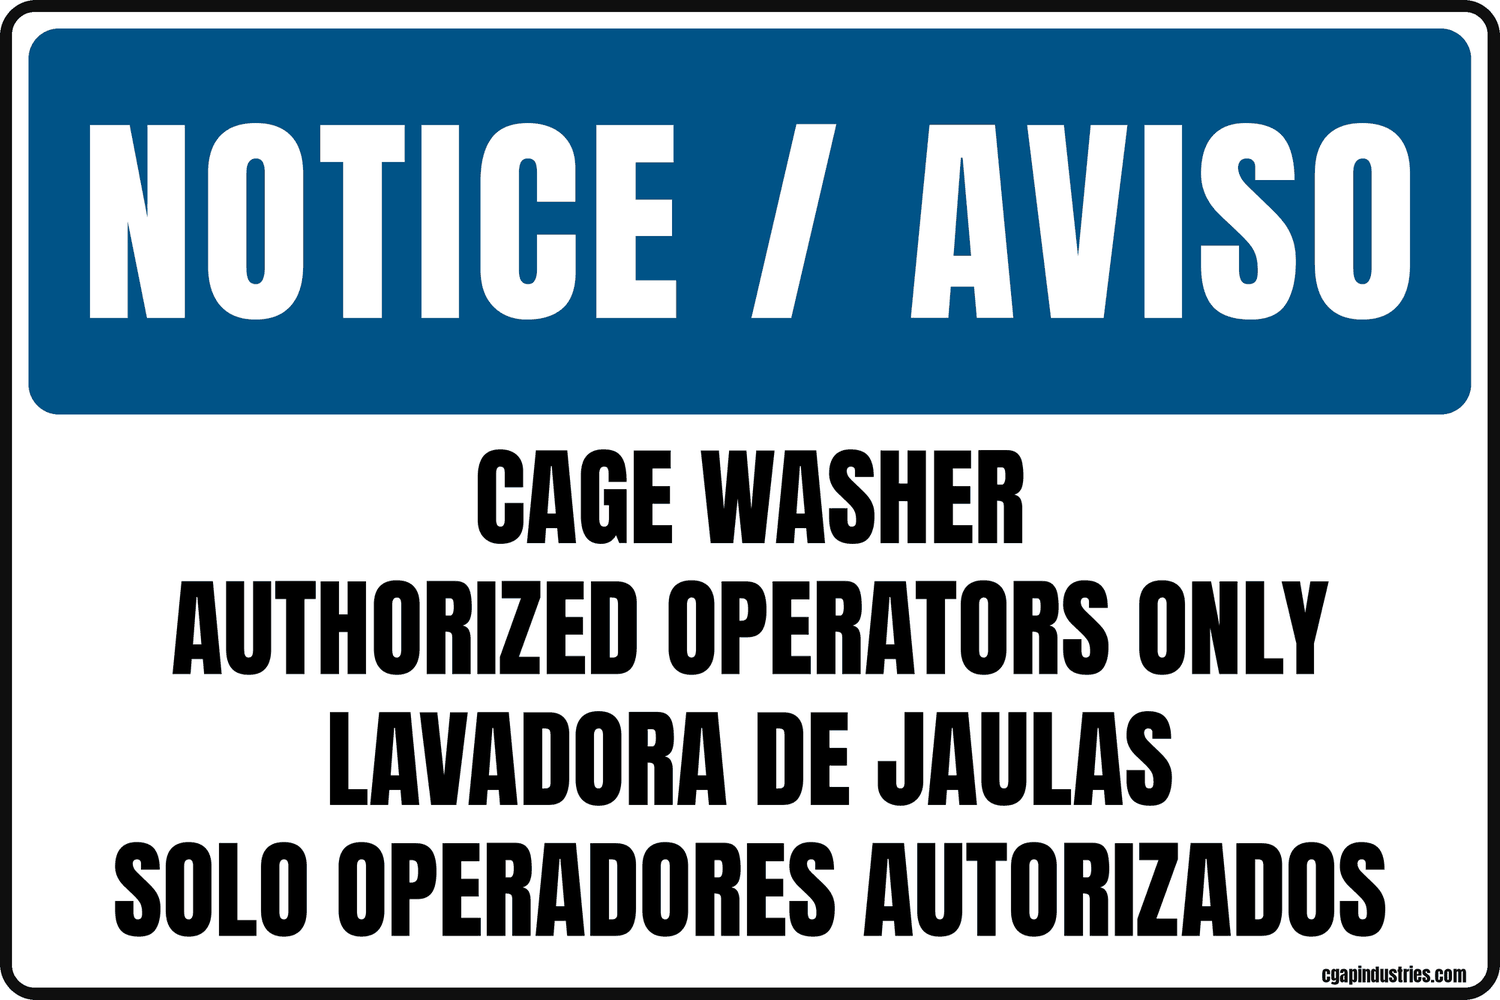 NOTICE / AVISO
CAGE WASHER
AUTHORIZED OPERATORS ONLY
LAVADORA DE JAULAS
SOLO OPERADORES AUTORIZADOS
cgapindustries.com